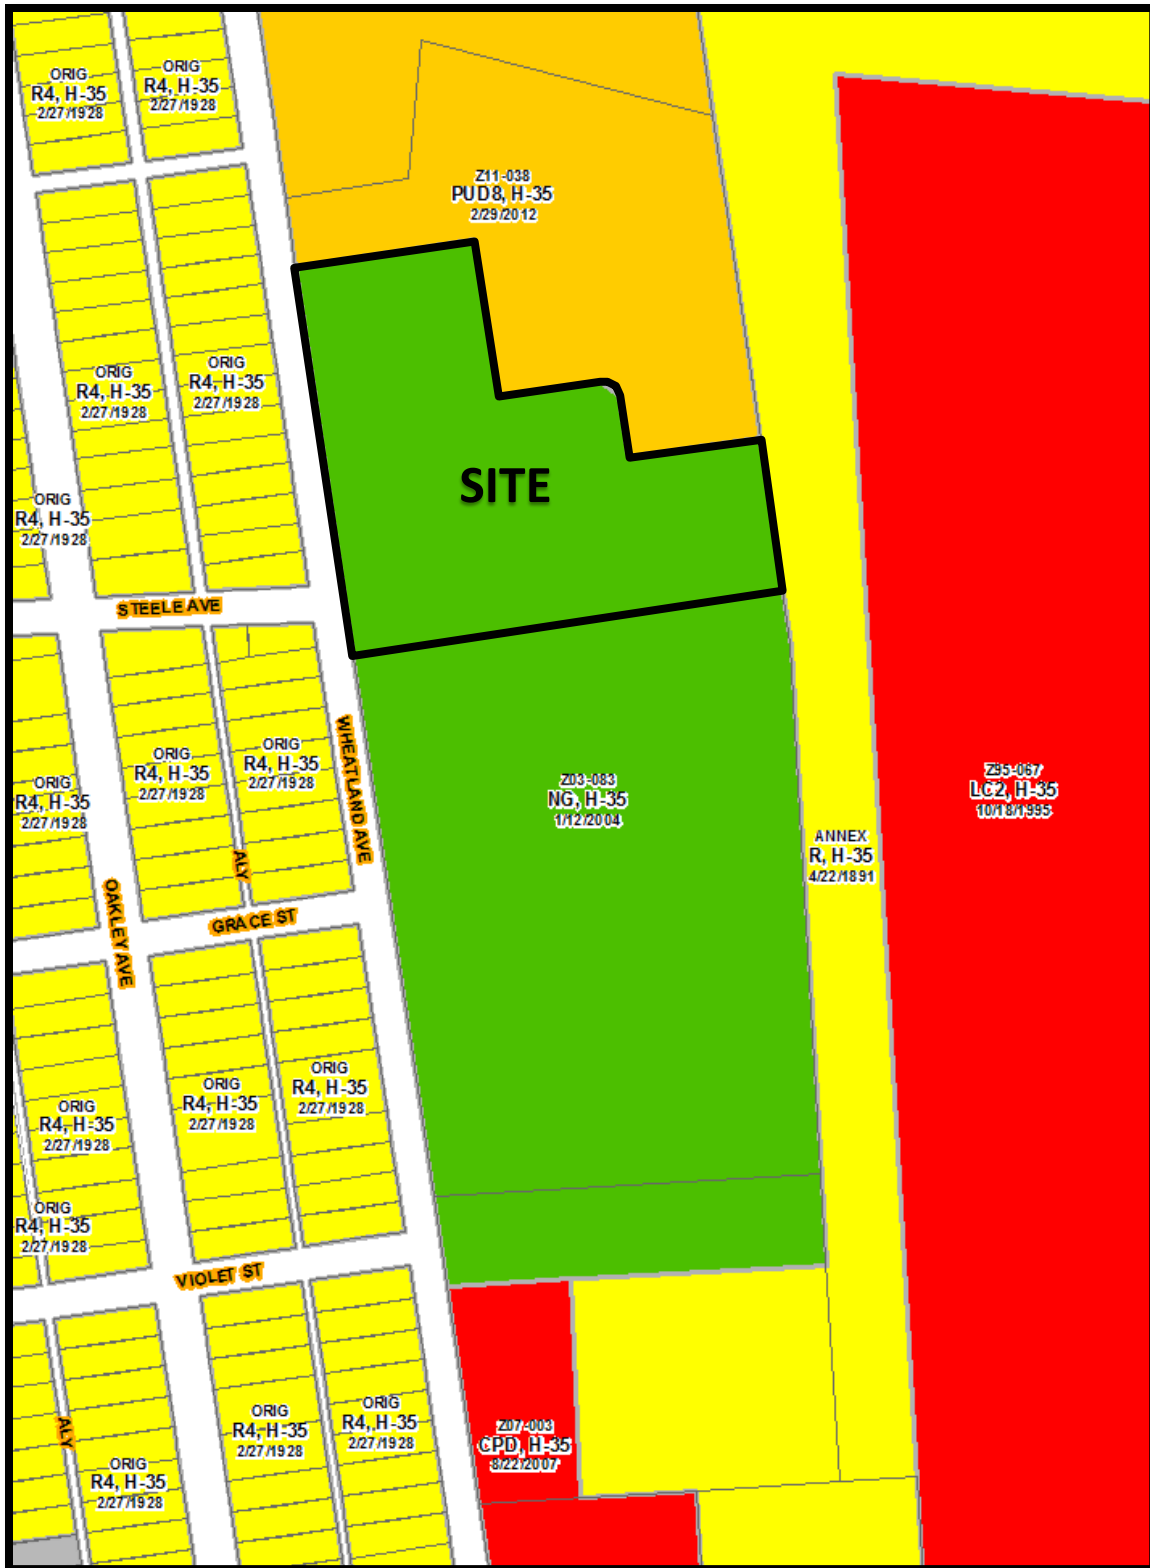 ORIG
R4, H-35
2/27/1928
ORIG
R4, H-35
2/27/1928
Z11-038
PUD8, H-35
2/29/2012
ORIG
R4, H-35
2/27/1928
ORIG
R4, H-35
2/27/1928
SITE
ORIG
R4, H-35
2/27/1928
STEELE AVE
WHEATLAND AVE
ORIG
R4, H-35
2/27/1928
ORIG
R4, H-35
2/27/1928
ORIG
R4, H-35
2/27/1928
Z03-083
NG, H-35
1/12/2004
Z95-067
LC2, H-35
10/18/1995
ANNEX
R, H-35
4/22/1891
ALY
OAKLEY AVE
GRACE ST
ORIG
R4, H-35
2/27/1928
ORIG
R4, H-35
2/27/1928
ORIG
R4, H-35
2/27/1928
ORIG
R4, H-35
2/27/1928
VIOLET ST
ORIG
R4, H-35
2/27/1928
ORIG
R4, H-35
2/27/1928
Z07-003
CPD, H-35
8/22/2007
ALY
ORIG
R4, H-35
2/27/1928